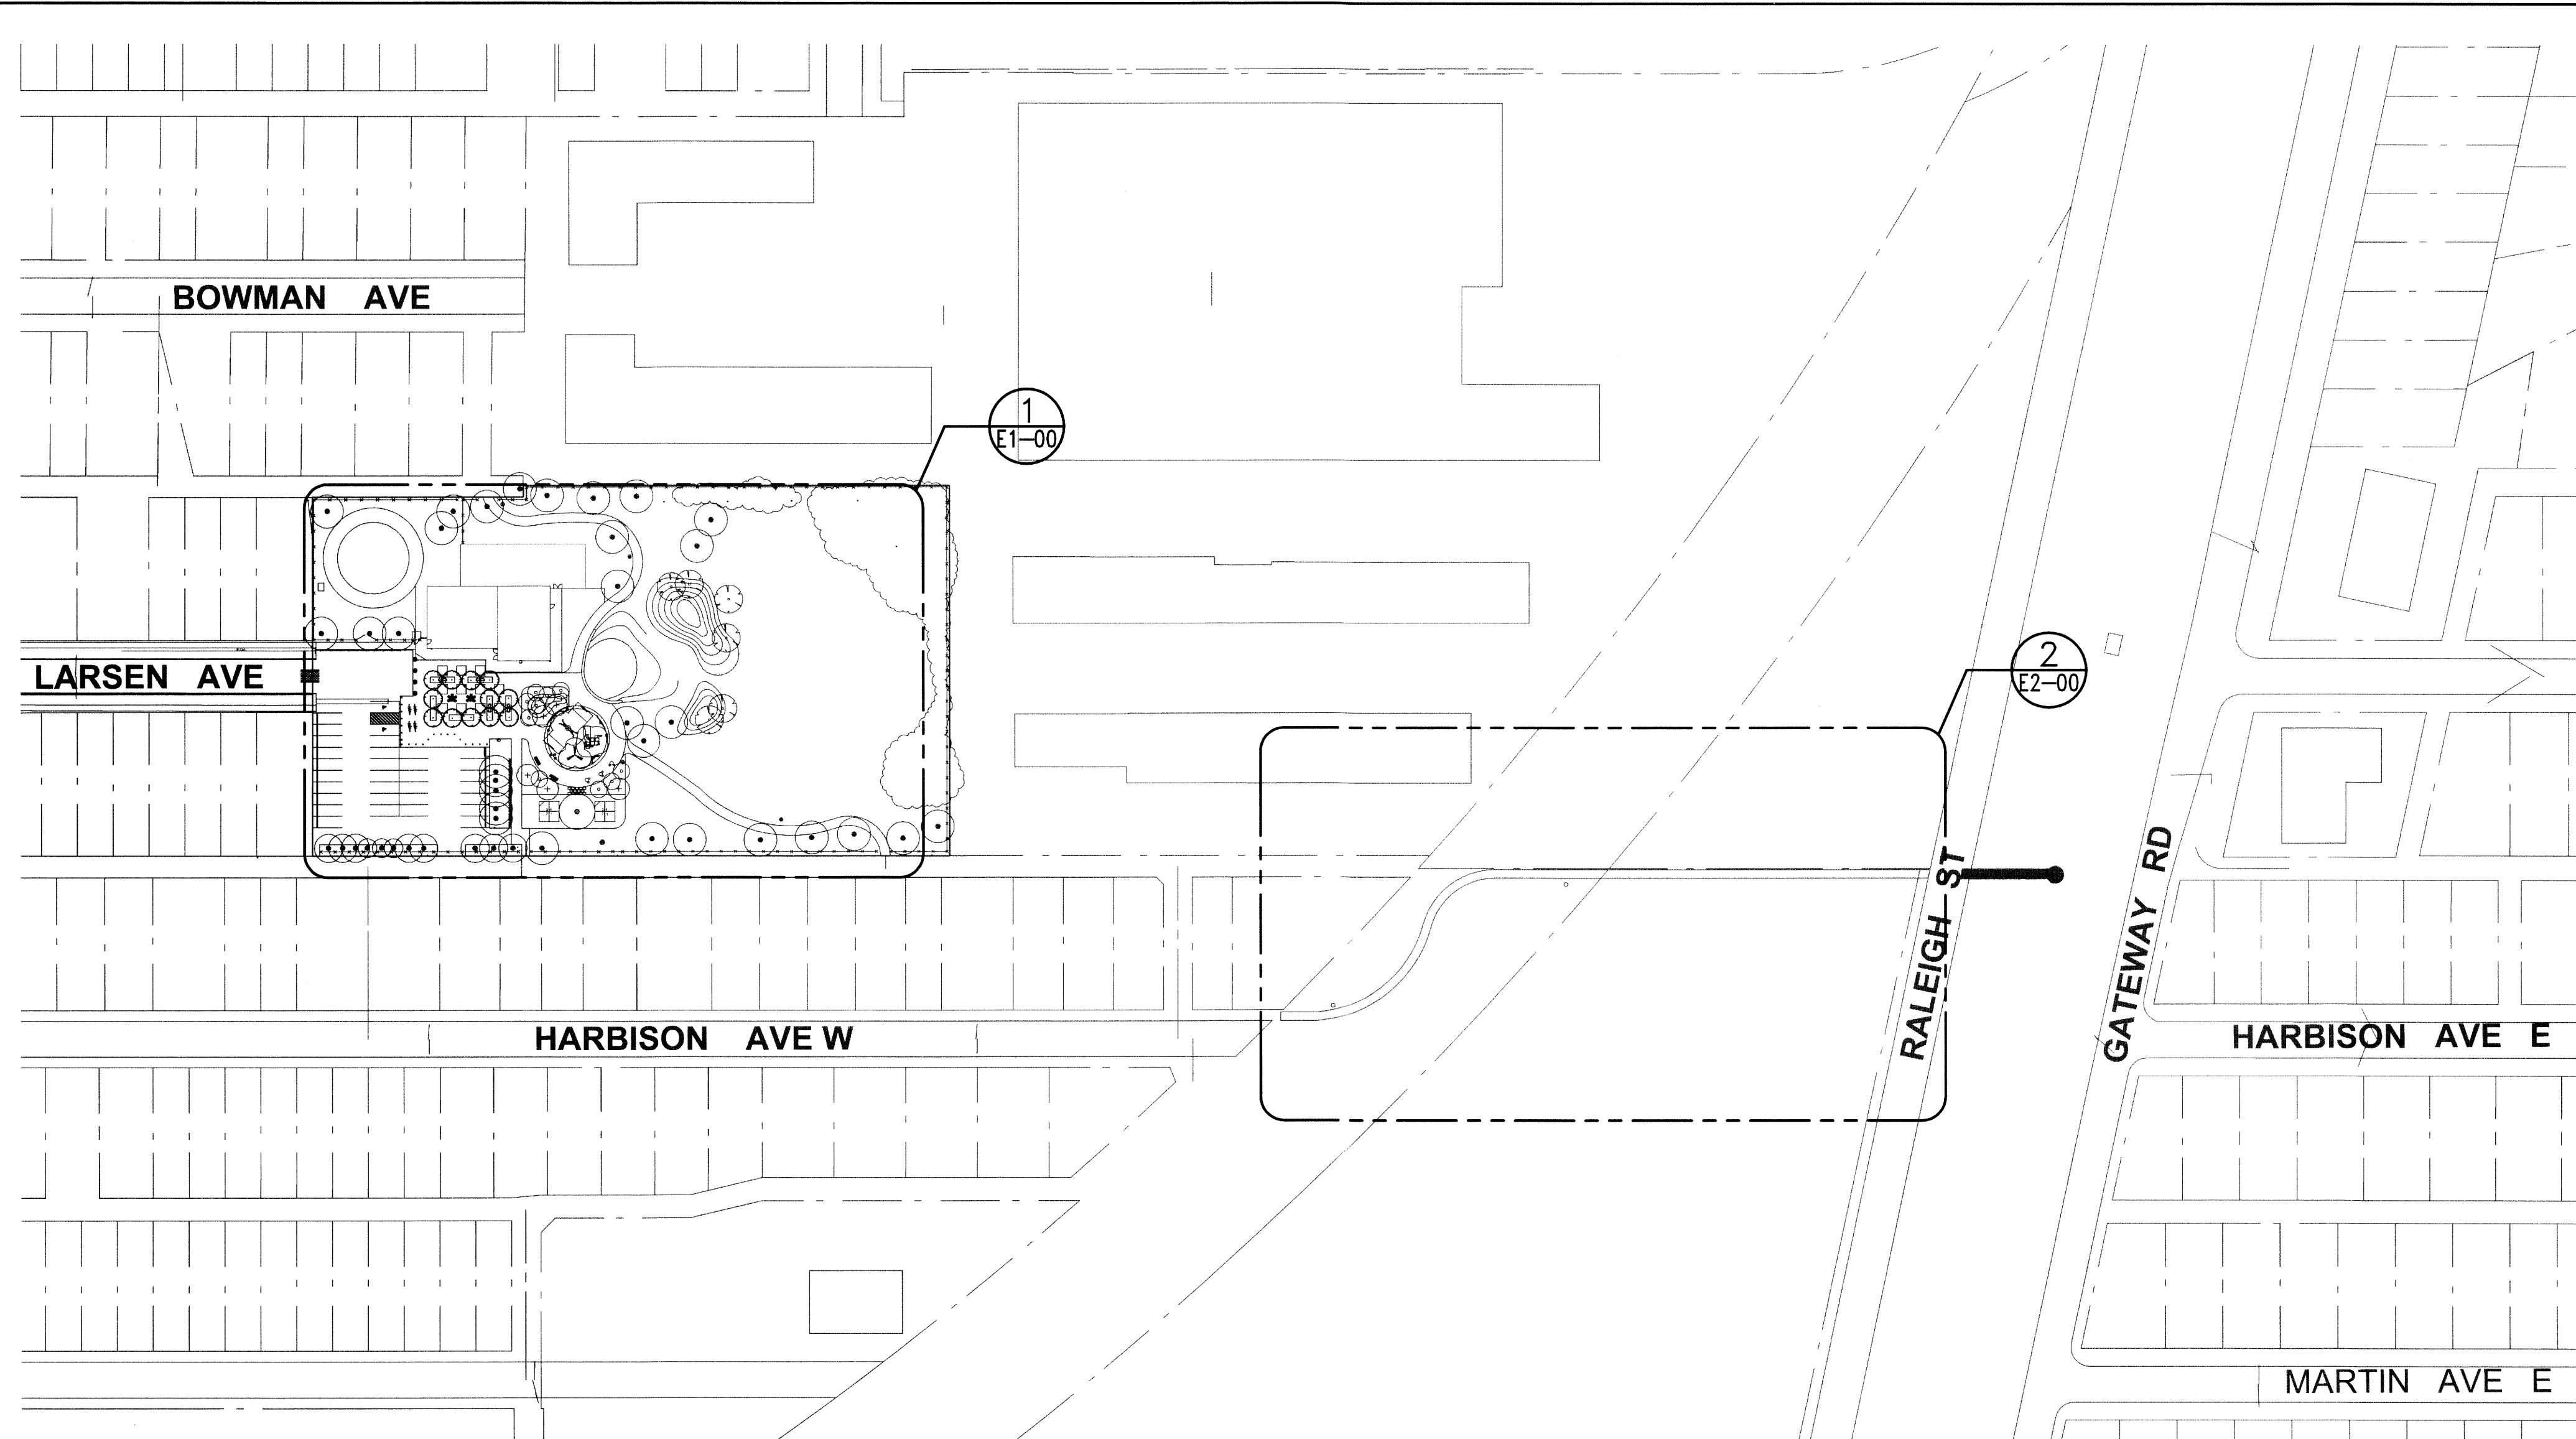 BOWMAN AVE
1
E1-00
LARSEN AVE
2
E2-00
RALEIGH ST
GATEWAY RD
HARBISON AVE W
HARBISON AVE E
MARTIN AVE E